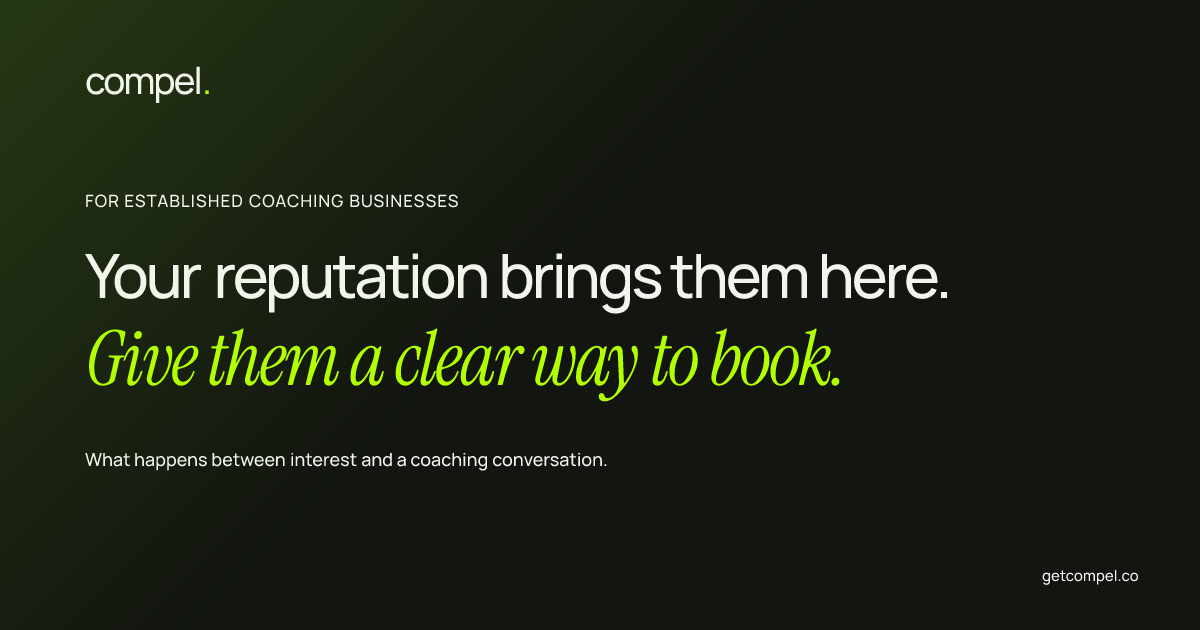 compel.
FOR ESTABLISHED COACHING BUSINESSES
Your reputation brings them here.
Give them a clear way to book.
What happens between interest and a coaching conversation.
getcompel.co